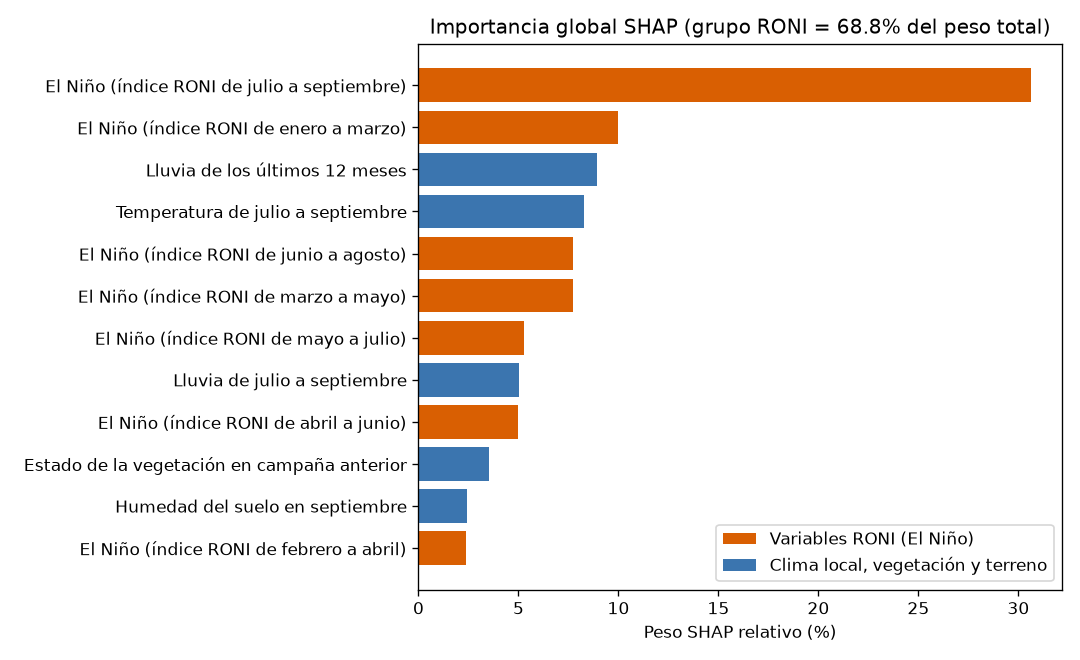 Importancia global SHAP (grupo RONI = 68.8% del peso total)
El Niño (índice RONI de julio a septiembre)
El Niño (índice RONI de enero a marzo)
Lluvia de los últimos 12 meses
Temperatura de julio a septiembre
El Niño (índice RONI de junio a agosto)
El Niño (índice RONI de marzo a mayo)
El Niño (índice RONI de mayo a julio)
Lluvia de julio a septiembre
El Niño (índice RONI de abril a junio)
Estado de la vegetación en campaña anterior
Humedad del suelo en septiembre
El Niño (índice RONI de febrero a abril)
Variables RONI (El Niño)
Clima local, vegetación y terreno
0 5 10 15 20 25 30
Peso SHAP relativo (%)